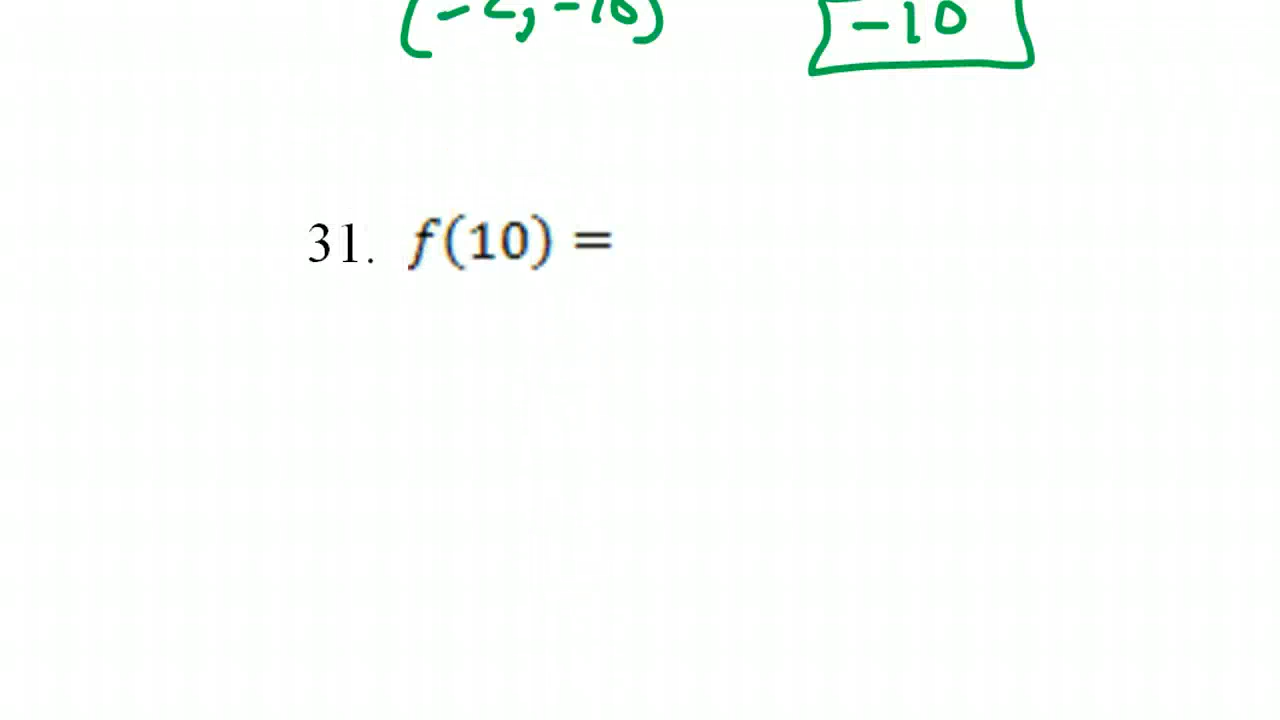 (-2, -10) -10
31. f(10) =